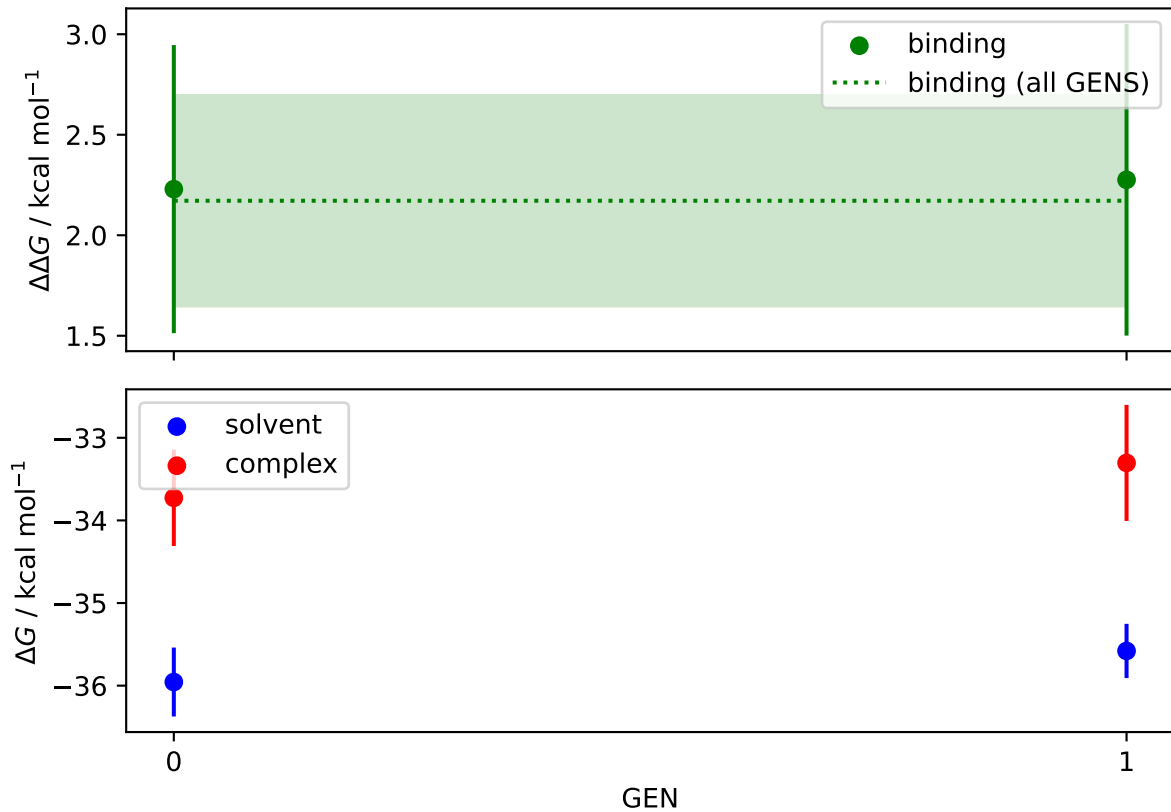 3.0
2.5
2.0
1.5
ΔΔG / kcal mol⁻¹
binding
binding (all GENS)
−33
−34
−35
−36
ΔG / kcal mol⁻¹
solvent
complex
0
1
GEN